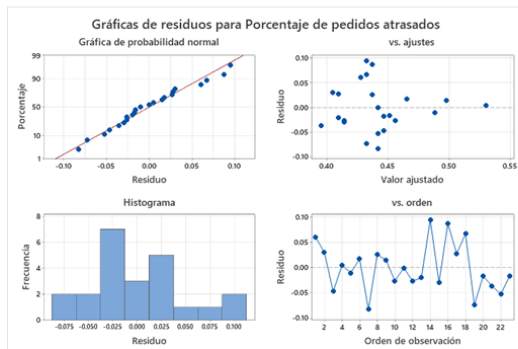 Gráficas de residuos para Porcentaje de pedidos atrasados
Gráfica de probabilidad normal
99
90
50
10
1
Porcentaje
-0.10 -0.05 0.00 0.05 0.10
Residuo
vs. ajustes
0.10
0.05
0.00
-0.05
-0.10
Residuo
0.40 0.45 0.50 0.55
Valor ajustado
Histograma
8
6
4
2
0
Frecuencia
-0.075 -0.050 -0.025 0.000 0.025 0.050 0.075 0.100
Residuo
vs. orden
0.10
0.05
0.00
-0.05
-0.10
Residuo
2 4 6 8 10 12 14 16 18 20 22
Orden de observación